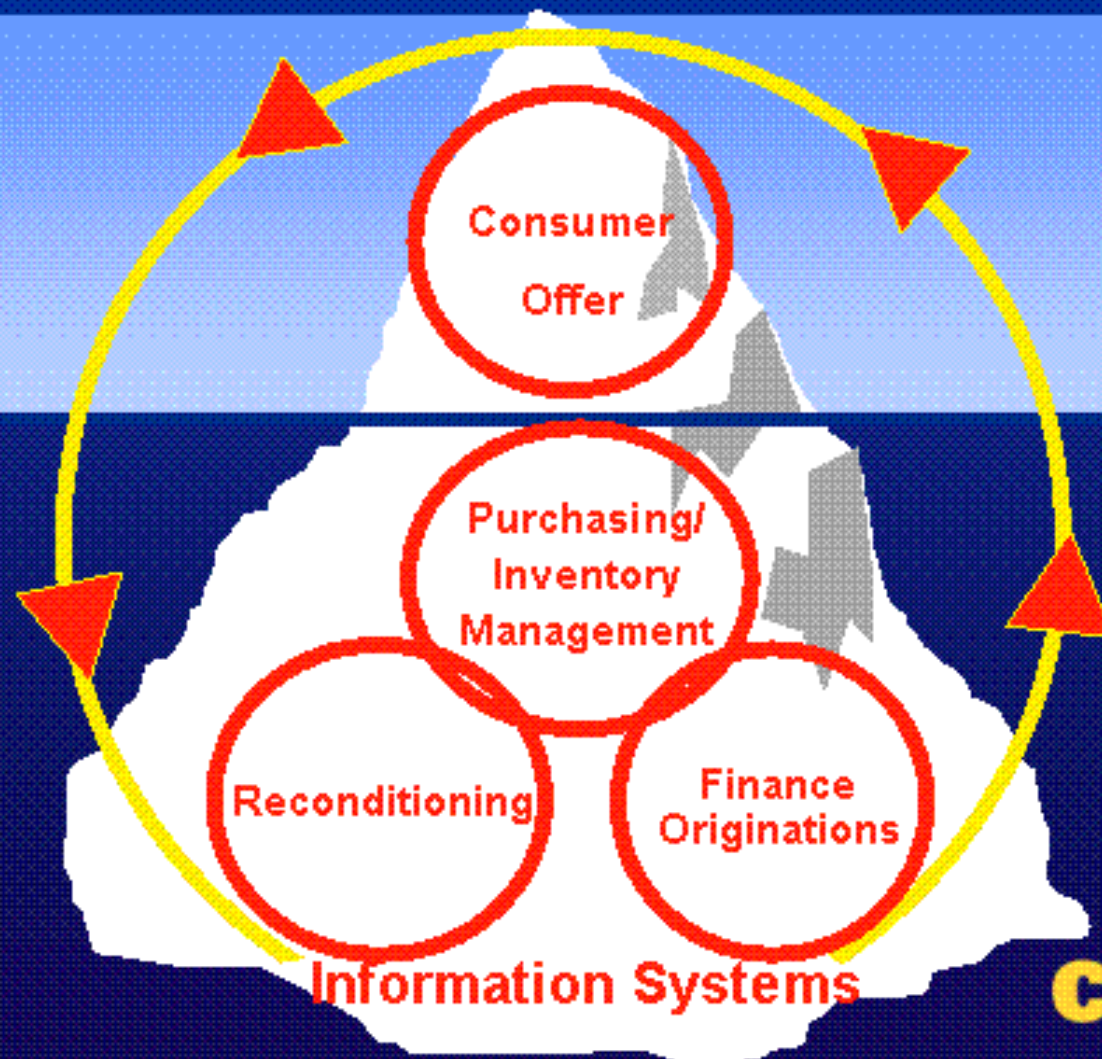 Consumer
Offer
Purchasing/
Inventory
Management
Reconditioning
Finance
Originations
Information Systems
C